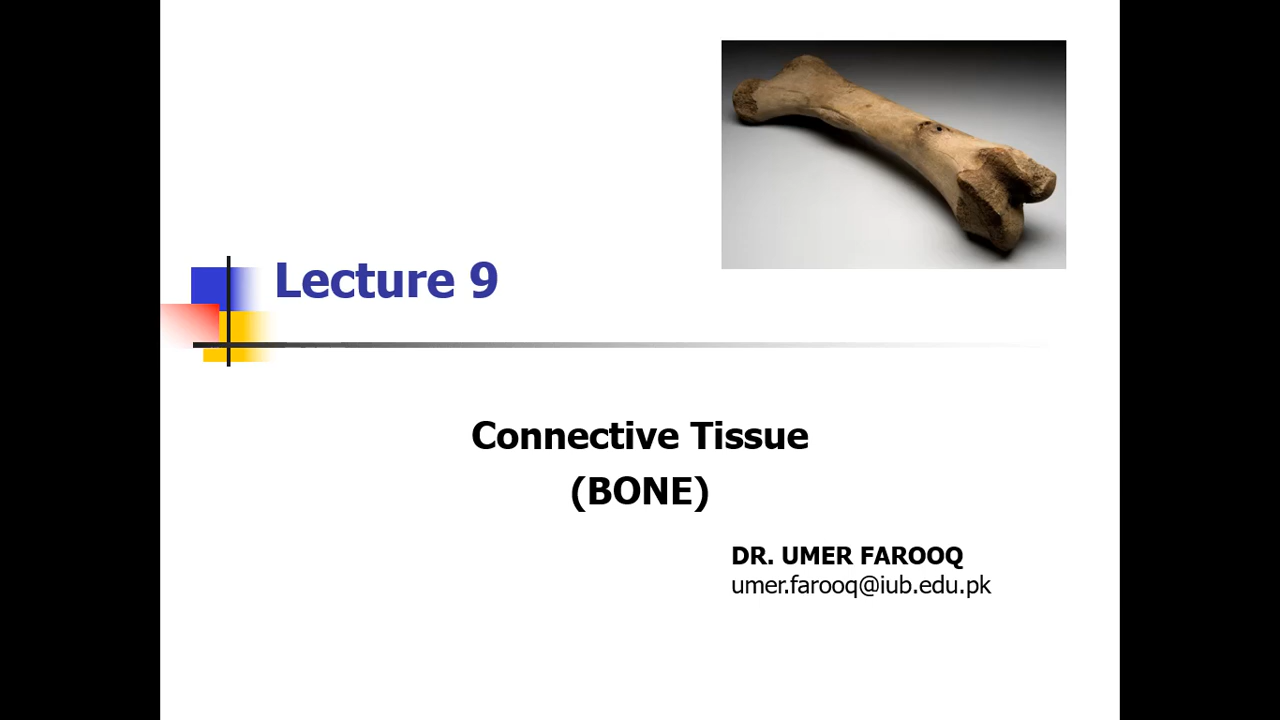 Lecture 9
Connective Tissue
(BONE)
DR. UMER FAROOQ
umer.farooq@iub.edu.pk